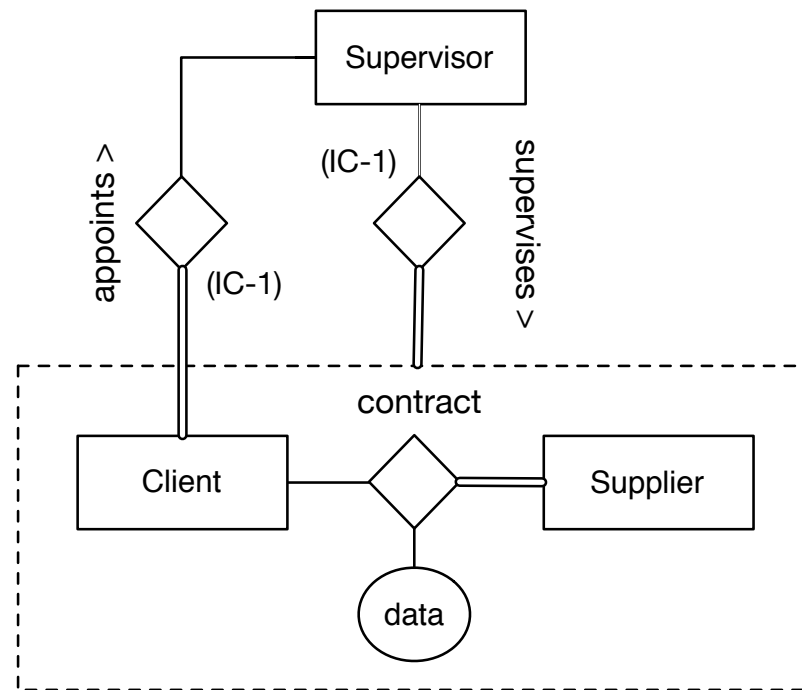 Supervisor
appoints >
(IC-1)
supervises >
(IC-1)
contract
Client
Supplier
data